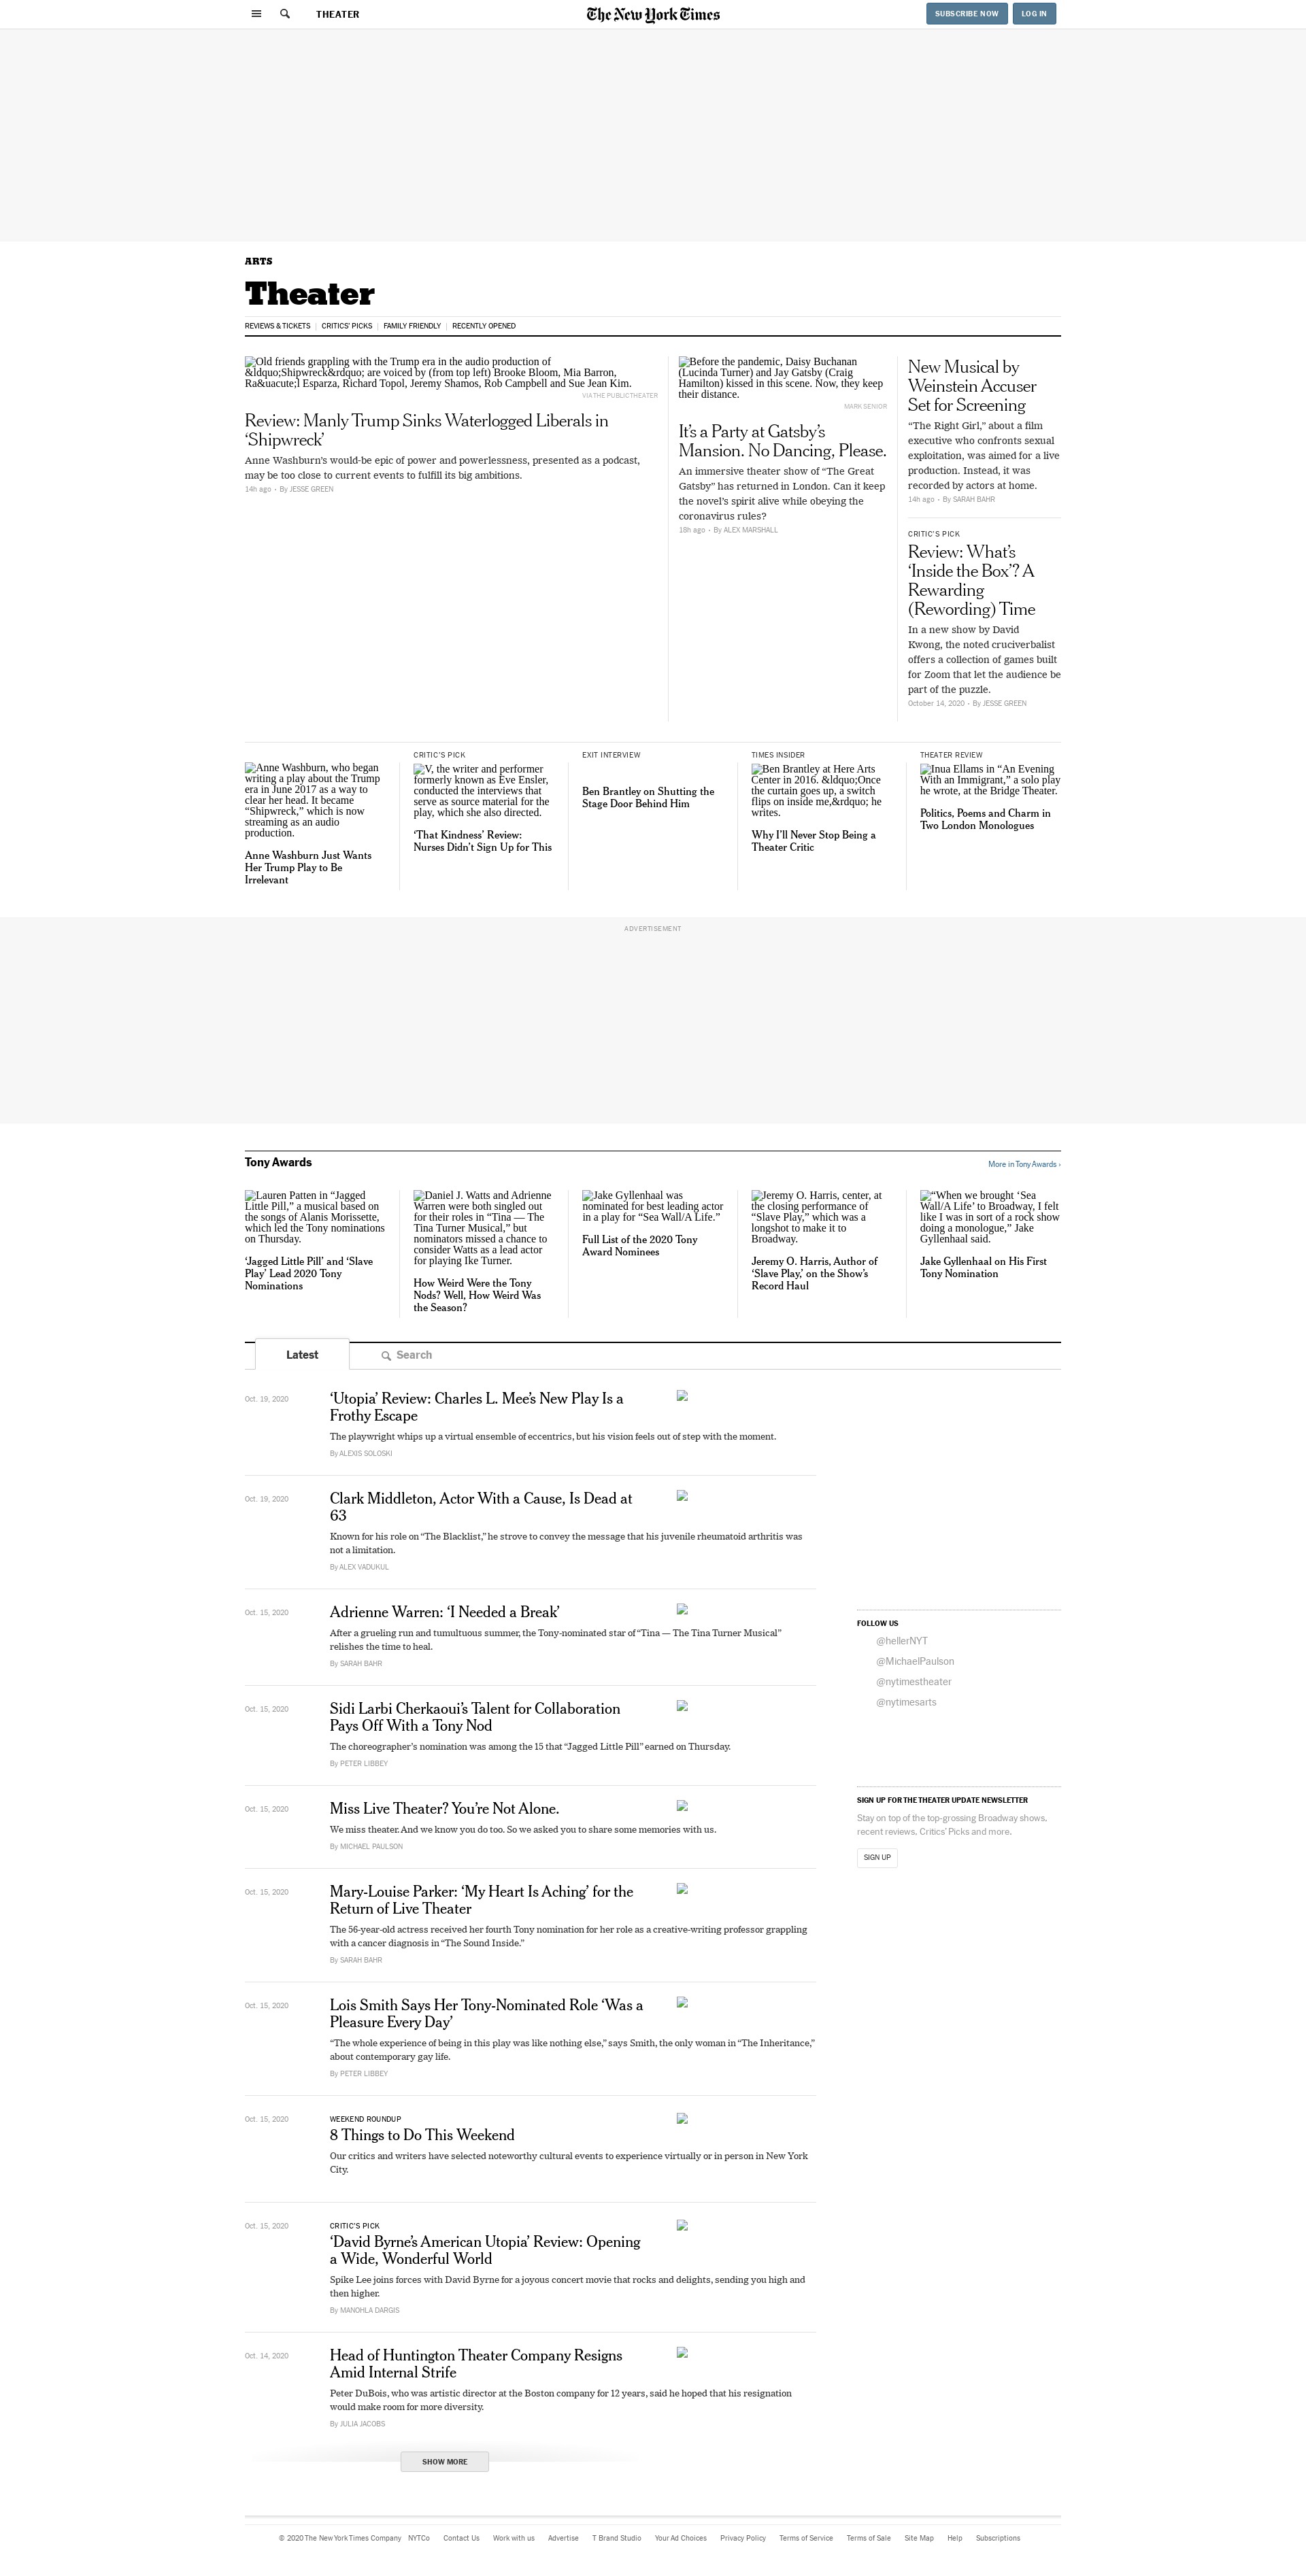 THEATER
The New York Times
SUBSCRIBE NOW
LOG IN
ARTS
Theater
REVIEWS & TICKETS
CRITICS' PICKS
FAMILY FRIENDLY
RECENTLY OPENED
Old friends grappling with the Trump era in the audio production of
&ldquo;Shipwreck&rdquo; are voiced by (from top left) Brooke Bloom, Mia Barron,
Ra&uacute;l Esparza, Richard Topol, Jeremy Shamos, Rob Campbell and Sue Jean Kim.
VIA THE PUBLIC THEATER
Review: Manly Trump Sinks Waterlogged Liberals in
‘Shipwreck’
Anne Washburn’s would-be epic of power and powerlessness, presented as a podcast,
may be too close to current events to fulfill its big ambitions.
14h ago • By JESSE GREEN
Before the pandemic, Daisy Buchanan
(Lucinda Turner) and Jay Gatsby (Craig
Hamilton) kissed in this scene. Now, they keep
their distance.
MARK SENIOR
It’s a Party at Gatsby’s
Mansion. No Dancing, Please.
An immersive theater show of “The Great
Gatsby” has returned in London. Can it keep
the novel’s spirit alive while obeying the
coronavirus rules?
18h ago • By ALEX MARSHALL
New Musical by
Weinstein Accuser
Set for Screening
“The Right Girl,” about a film
executive who confronts sexual
exploitation, was aimed for a live
production. Instead, it was
recorded by actors at home.
14h ago • By SARAH BAHR
CRITIC’S PICK
Review: What’s
‘Inside the Box’? A
Rewarding
(Rewording) Time
In a new show by David
Kwong, the noted cruciverbalist
offers a collection of games built
for Zoom that let the audience be
part of the puzzle.
October 14, 2020 • By JESSE GREEN
Anne Washburn, who began
writing a play about the Trump
era in June 2017 as a way to
clear her head. It became
“Shipwreck,” which is now
streaming as an audio
production.
Anne Washburn Just Wants
Her Trump Play to Be
Irrelevant
CRITIC’S PICK
V, the writer and performer
formerly known as Eve Ensler,
conducted the interviews that
serve as source material for the
play, which she also directed.
‘That Kindness’ Review:
Nurses Didn’t Sign Up for This
EXIT INTERVIEW
Ben Brantley on Shutting the
Stage Door Behind Him
TIMES INSIDER
Ben Brantley at Here Arts
Center in 2016. &ldquo;Once
the curtain goes up, a switch
flips on inside me,&rdquo; he
writes.
Why I’ll Never Stop Being a
Theater Critic
THEATER REVIEW
Inua Ellams in “An Evening
With an Immigrant,” a solo play
he wrote, at the Bridge Theater.
Politics, Poems and Charm in
Two London Monologues
ADVERTISEMENT
Tony Awards
More in Tony Awards ›
Lauren Patten in “Jagged
Little Pill,” a musical based on
the songs of Alanis Morissette,
which led the Tony nominations
on Thursday.
‘Jagged Little Pill’ and ‘Slave
Play’ Lead 2020 Tony
Nominations
Daniel J. Watts and Adrienne
Warren were both singled out
for their roles in “Tina — The
Tina Turner Musical,” but
nominators missed a chance to
consider Watts as a lead actor
for playing Ike Turner.
How Weird Were the Tony
Nods? Well, How Weird Was
the Season?
Jake Gyllenhaal was
nominated for best leading actor
in a play for “Sea Wall/A Life.”
Full List of the 2020 Tony
Award Nominees
Jeremy O. Harris, center, at
the closing performance of
“Slave Play,” which was a
longshot to make it to
Broadway.
Jeremy O. Harris, Author of
‘Slave Play,’ on the Show’s
Record Haul
“When we brought ‘Sea
Wall/A Life’ to Broadway, I felt
like I was in sort of a rock show
doing a monologue,” Jake
Gyllenhaal said.
Jake Gyllenhaal on His First
Tony Nomination
Latest
Search
Oct. 19, 2020
‘Utopia’ Review: Charles L. Mee’s New Play Is a
Frothy Escape
The playwright whips up a virtual ensemble of eccentrics, but his vision feels out of step with the moment.
By ALEXIS SOLOSKI
Oct. 19, 2020
Clark Middleton, Actor With a Cause, Is Dead at
63
Known for his role on “The Blacklist,” he strove to convey the message that his juvenile rheumatoid arthritis was
not a limitation.
By ALEX VADUKUL
Oct. 15, 2020
Adrienne Warren: ‘I Needed a Break’
After a grueling run and tumultuous summer, the Tony-nominated star of “Tina — The Tina Turner Musical”
relishes the time to heal.
By SARAH BAHR
Oct. 15, 2020
Sidi Larbi Cherkaoui’s Talent for Collaboration
Pays Off With a Tony Nod
The choreographer’s nomination was among the 15 that “Jagged Little Pill” earned on Thursday.
By PETER LIBBEY
Oct. 15, 2020
Miss Live Theater? You’re Not Alone.
We miss theater. And we know you do too. So we asked you to share some memories with us.
By MICHAEL PAULSON
Oct. 15, 2020
Mary-Louise Parker: ‘My Heart Is Aching’ for the
Return of Live Theater
The 56-year-old actress received her fourth Tony nomination for her role as a creative-writing professor grappling
with a cancer diagnosis in “The Sound Inside.”
By SARAH BAHR
Oct. 15, 2020
Lois Smith Says Her Tony-Nominated Role ‘Was a
Pleasure Every Day’
“The whole experience of being in this play was like nothing else,” says Smith, the only woman in “The Inheritance,”
about contemporary gay life.
By PETER LIBBEY
Oct. 15, 2020
WEEKEND ROUNDUP
8 Things to Do This Weekend
Our critics and writers have selected noteworthy cultural events to experience virtually or in person in New York
City.
Oct. 15, 2020
CRITIC’S PICK
‘David Byrne’s American Utopia’ Review: Opening
a Wide, Wonderful World
Spike Lee joins forces with David Byrne for a joyous concert movie that rocks and delights, sending you high and
then higher.
By MANOHLA DARGIS
Oct. 14, 2020
Head of Huntington Theater Company Resigns
Amid Internal Strife
Peter DuBois, who was artistic director at the Boston company for 12 years, said he hoped that his resignation
would make room for more diversity.
By JULIA JACOBS
SHOW MORE
FOLLOW US
@hellerNYT
@MichaelPaulson
@nytimestheater
@nytimesarts
SIGN UP FOR THE THEATER UPDATE NEWSLETTER
Stay on top of the top-grossing Broadway shows,
recent reviews, Critics’ Picks and more.
SIGN UP
© 2020 The New York Times Company
NYTCo
Contact Us
Work with us
Advertise
T Brand Studio
Your Ad Choices
Privacy Policy
Terms of Service
Terms of Sale
Site Map
Help
Subscriptions